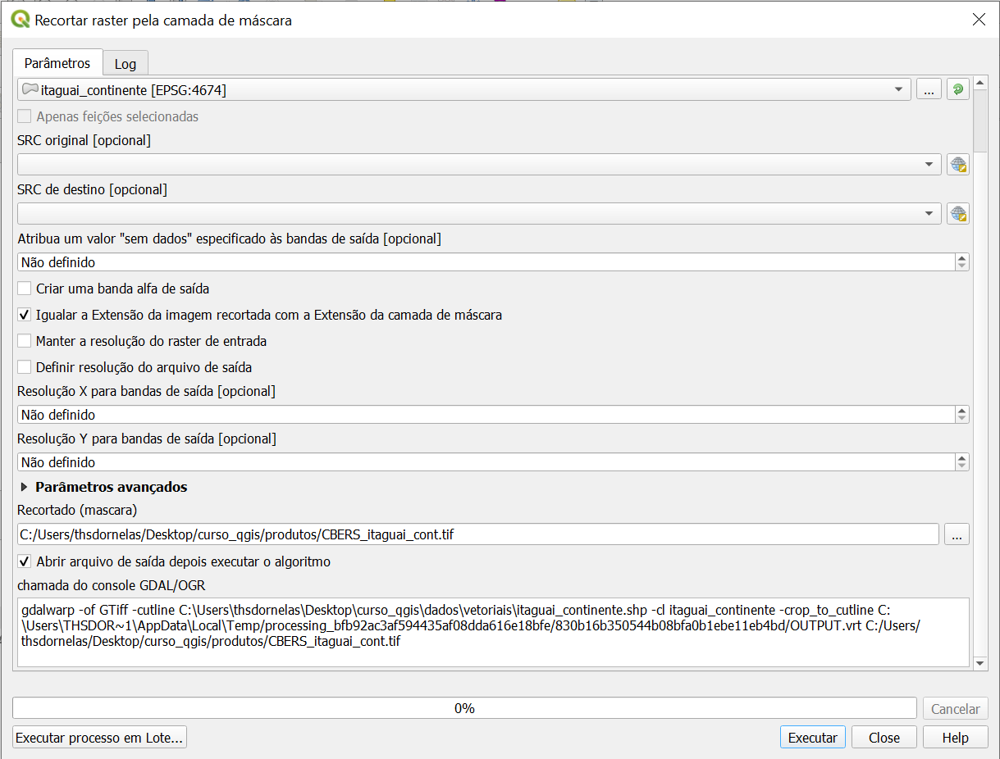 Recortar raster pela camada de máscara
Parâmetros
Log
itaguai_continente [EPSG:4674]
...
Apenas feições selecionadas
SRC original [opcional]
SRC de destino [opcional]
Atribua um valor "sem dados" especificado às bandas de saída [opcional]
Não definido
Criar uma banda alfa de saída
Igualar a Extensão da imagem recortada com a Extensão da camada de máscara
Manter a resolução do raster de entrada
Definir resolução do arquivo de saída
Resolução X para bandas de saída [opcional]
Não definido
Resolução Y para bandas de saída [opcional]
Não definido
Parâmetros avançados
Recortado (mascara)
C:/Users/thsdornelas/Desktop/curso_qgis/produtos/CBERS_itaguai_cont.tif
...
Abrir arquivo de saída depois executar o algoritmo
chamada do console GDAL/OGR
gdalwarp -of GTiff -cutline C:\Users\thsdornelas\Desktop\curso_qgis\dados\vetoriais\itaguai_continente.shp -cl itaguai_continente -crop_to_cutline C:
\Users\THSDOR~1\AppData\Local\Temp/processing_bfb92ac3af594435af08dda616e18bfe/830b16b350544b08bfa0b1ebe11eb4bd/OUTPUT.vrt C:/Users/
thsdornelas/Desktop/curso_qgis/produtos/CBERS_itaguai_cont.tif
0%
Cancelar
Executar processo em Lote...
Executar
Close
Help